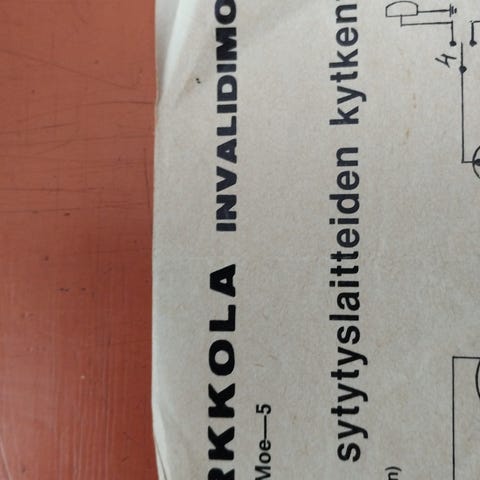 RKKOLA INVALIDIMO
Moe—5
sytytyslaitteiden kytken
n)
4